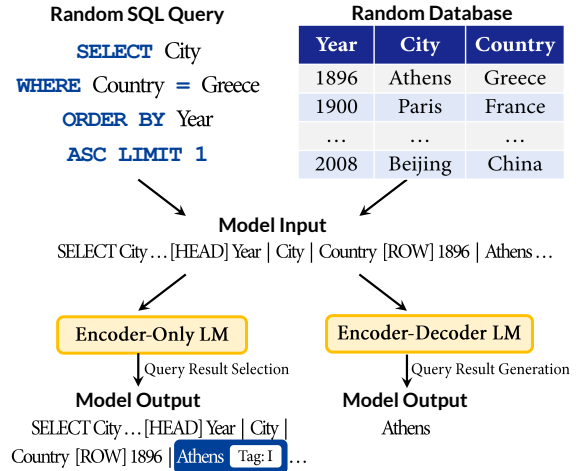 Random SQL Query
SELECT City
WHERE Country = Greece
ORDER BY Year
ASC LIMIT 1
Random Database
Year City Country
1896 Athens Greece
1900 Paris France
... ... ...
2008 Beijing China
Model Input
SELECT City ... [HEAD] Year | City | Country [ROW] 1896 | Athens ...
Encoder-Only LM
Query Result Selection
Model Output
SELECT City ... [HEAD] Year | City |
Country [ROW] 1896 | Athens Tag: I ...
Encoder-Decoder LM
Query Result Generation
Model Output
Athens